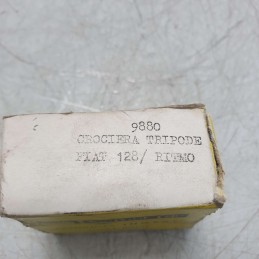 9880
CROCIERA TRIPODE
FIAT 128/ RITMO